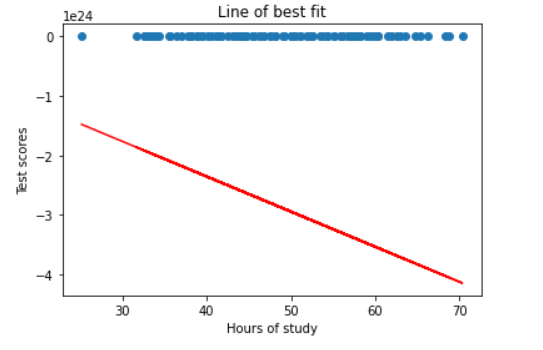 Line of best fit
1e24
0
−1
−2
−3
−4
Test scores
30 40 50 60 70
Hours of study